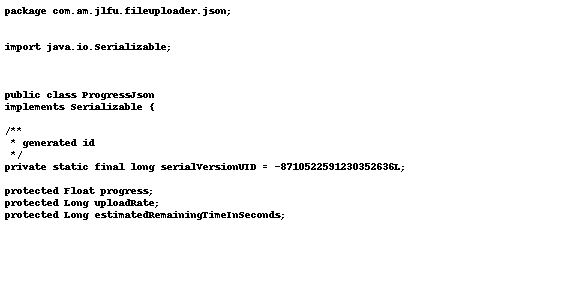 package com.am.jlfu.fileuploader.json;
import java.io.Serializable;
public class ProgressJson
implements Serializable {
/**
 * generated id
 */
private static final long serialVersionUID = -8710522591230352636L;
protected Float progress;
protected Long uploadRate;
protected Long estimatedRemainingTimeInSeconds;